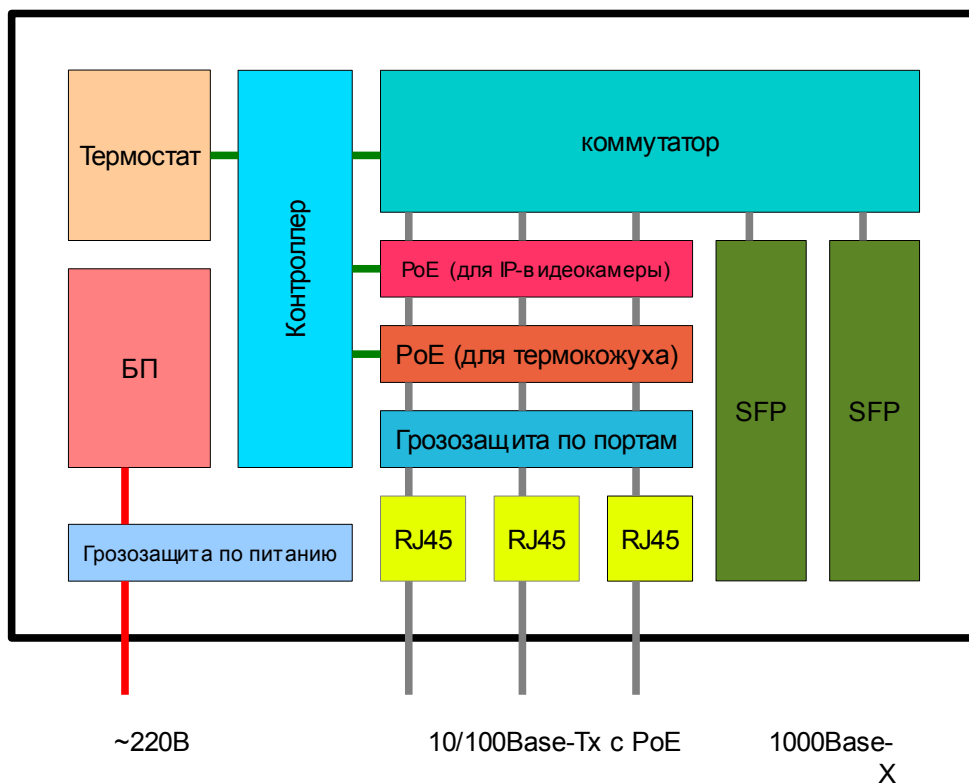 Термостат
Контроллер
коммутатор
PoE (для IP-видеокамеры)
PoE (для термокожуха)
БП
SFP
SFP
Грозозащита по портам
RJ45
RJ45
RJ45
Грозозащита по питанию
~220В
10/100Base-Tx с PoE
1000Base-
X